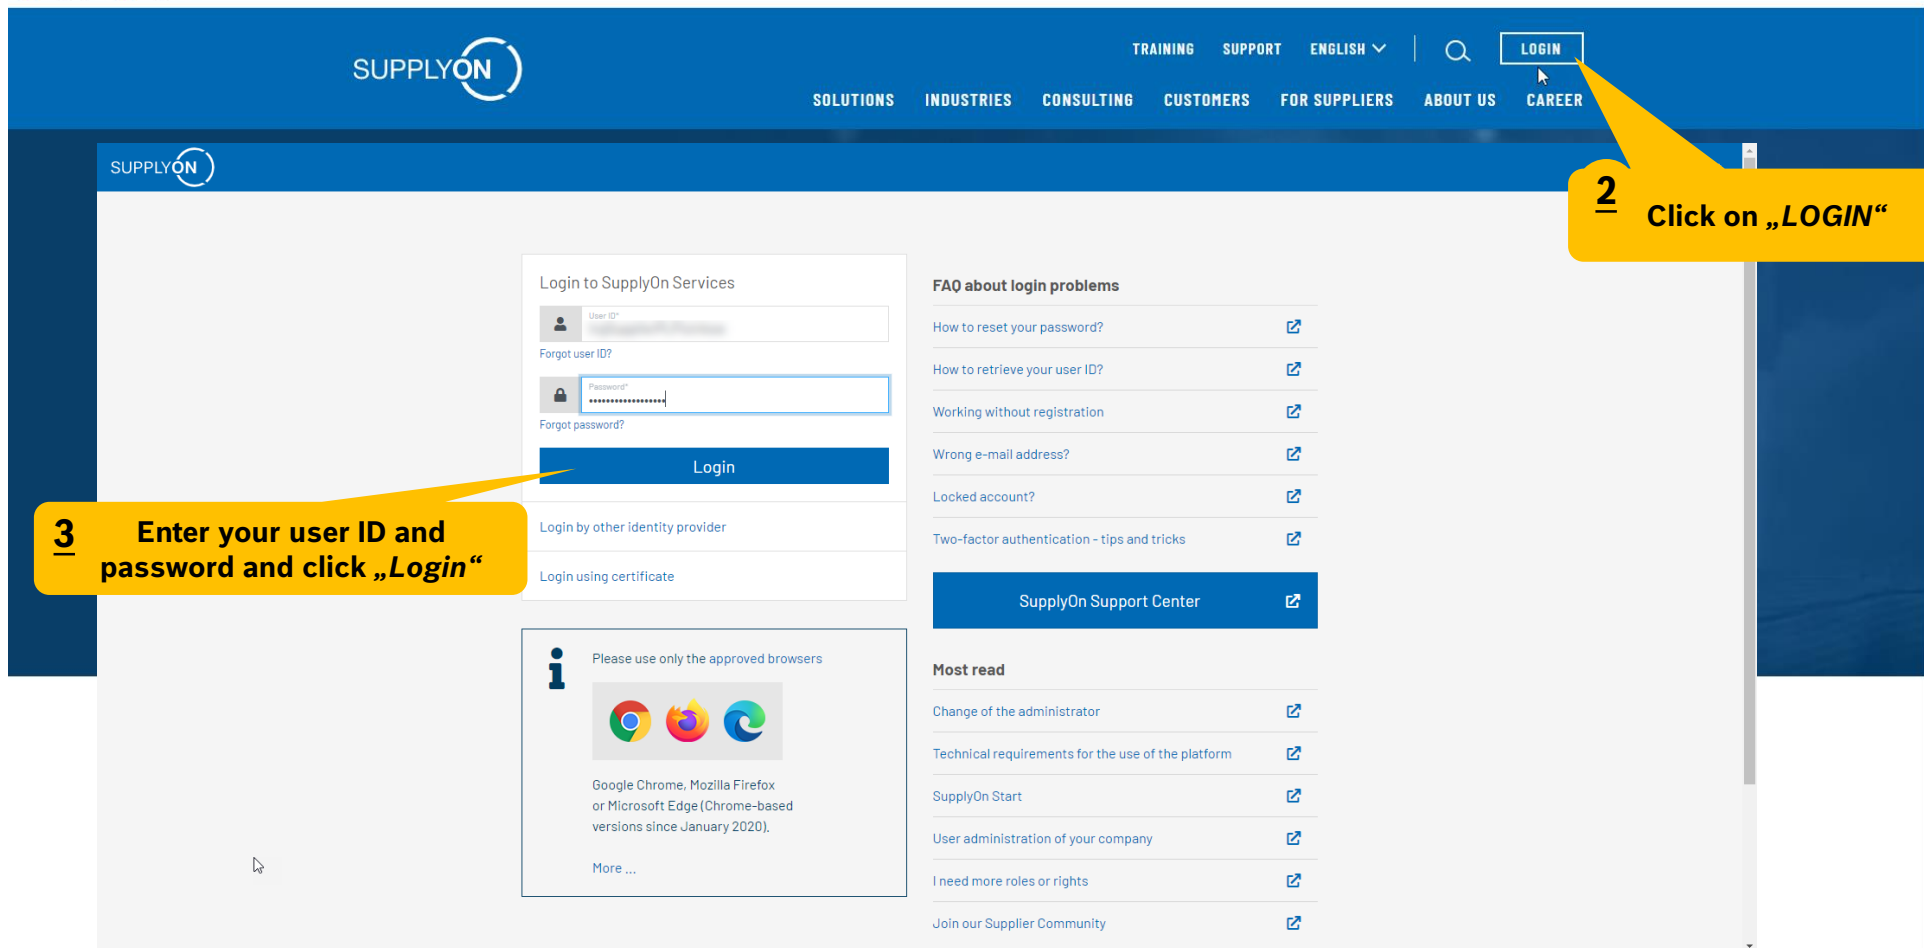 SUPPLYON
TRAINING SUPPORT ENGLISH LOGIN
SOLUTIONS INDUSTRIES CONSULTING CUSTOMERS FOR SUPPLIERS ABOUT US CAREER
SUPPLYON
2 Click on „LOGIN“
Login to SupplyOn Services
User ID*
Forgot user ID?
Password*
••••••••••••••••••
Forgot password?
Login
3 Enter your user ID and
password and click „Login“
Login by other identity provider
Login using certificate
Please use only the approved browsers
Google Chrome, Mozilla Firefox
or Microsoft Edge (Chrome-based
versions since January 2020).
More ...
FAQ about login problems
How to reset your password?
How to retrieve your user ID?
Working without registration
Wrong e-mail address?
Locked account?
Two-factor authentication - tips and tricks
SupplyOn Support Center
Most read
Change of the administrator
Technical requirements for the use of the platform
SupplyOn Start
User administration of your company
I need more roles or rights
Join our Supplier Community